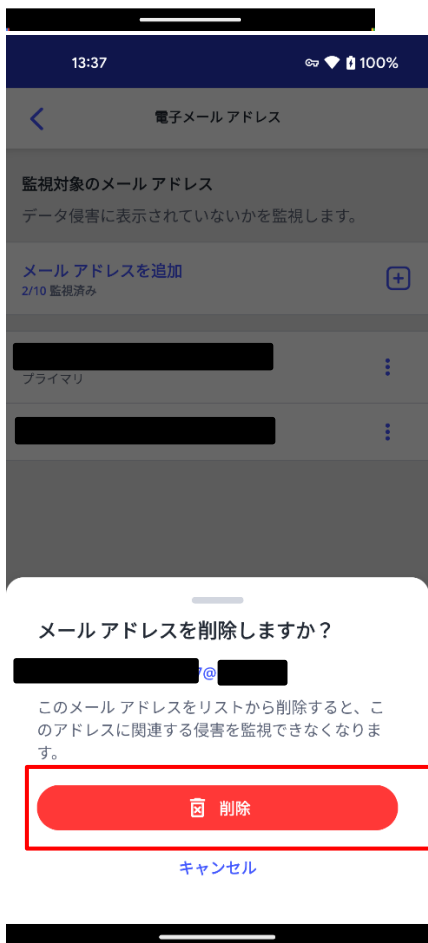 13:37
100%
電子メール アドレス
監視対象のメール アドレス
データ侵害に表示されていないかを監視します。
メール アドレスを追加
2/10 監視済み
プライマリ
メール アドレスを削除しますか？
@
このメール アドレスをリストから削除すると、こ
のアドレスに関連する侵害を監視できなくなりま
す。
削除
キャンセル